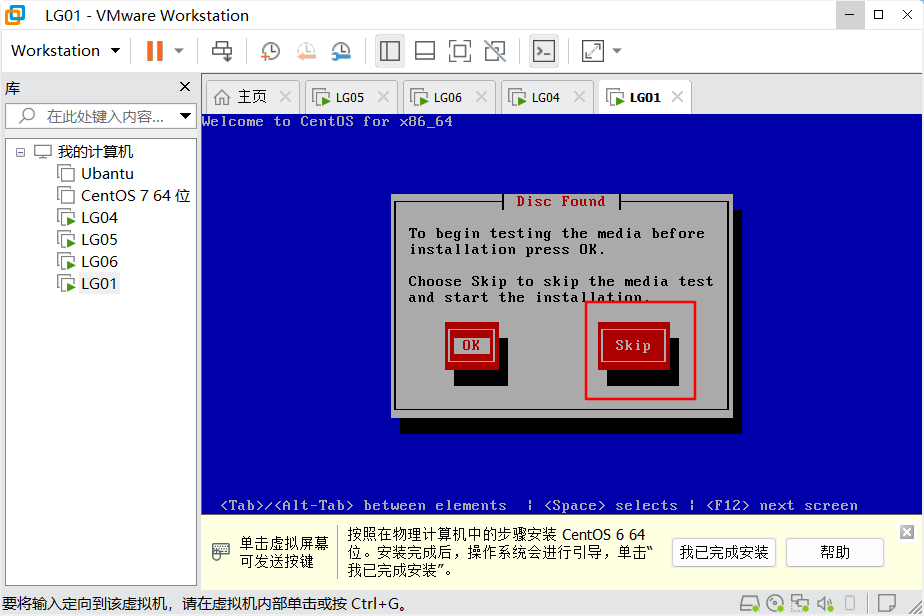 LG01 - VMware Workstation
Workstation
库
在此处键入内容...
我的计算机
Ubantu
CentOS 7 64 位
LG04
LG05
LG06
LG01
主页
LG05
LG06
LG04
LG01
Welcome to CentOS for x86_64
Disc Found
To begin testing the media before
installation press OK.
Choose Skip to skip the media test
and start the installation.
OK
Skip
<Tab>/<Alt-Tab> between elements | <Space> selects | <F12> next screen
单击虚拟屏幕
可发送按键
按照在物理计算机中的步骤安装 CentOS 6 64
位。安装完成后，操作系统会进行引导，单击“
我已完成安装”。
我已完成安装
帮助
要将输入定向到该虚拟机，请在虚拟机内部单击或按 Ctrl+G。